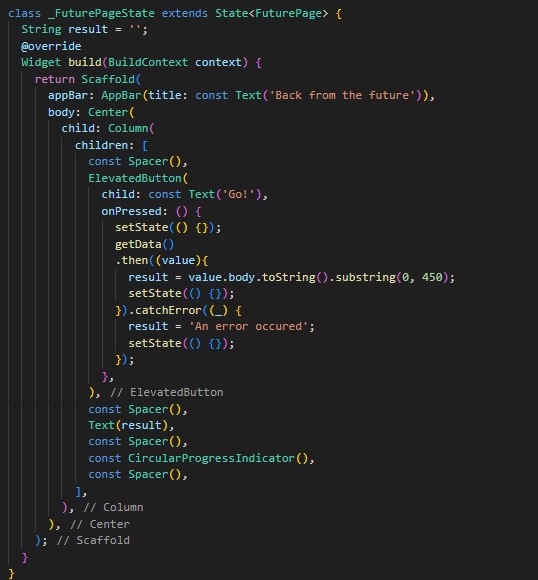 class _FuturePageState extends State<FuturePage> {
  String result = '';
  @override
  Widget build(BuildContext context) {
    return Scaffold(
      appBar: AppBar(title: const Text('Back from the future')),
      body: Center(
        child: Column(
          children: [
            const Spacer(),
            ElevatedButton(
              child: const Text('Go!'),
              onPressed: () {
                setState(() {});
                getData()
                .then((value){
                  result = value.body.toString().substring(0, 450);
                  setState(() {});
                }).catchError((_) {
                  result = 'An error occured';
                  setState(() {});
                });
              },
            ), // ElevatedButton
            const Spacer(),
            Text(result),
            const Spacer(),
            const CircularProgressIndicator(),
            const Spacer(),
          ],
        ), // Column
      ), // Center
    ); // Scaffold
  }
}